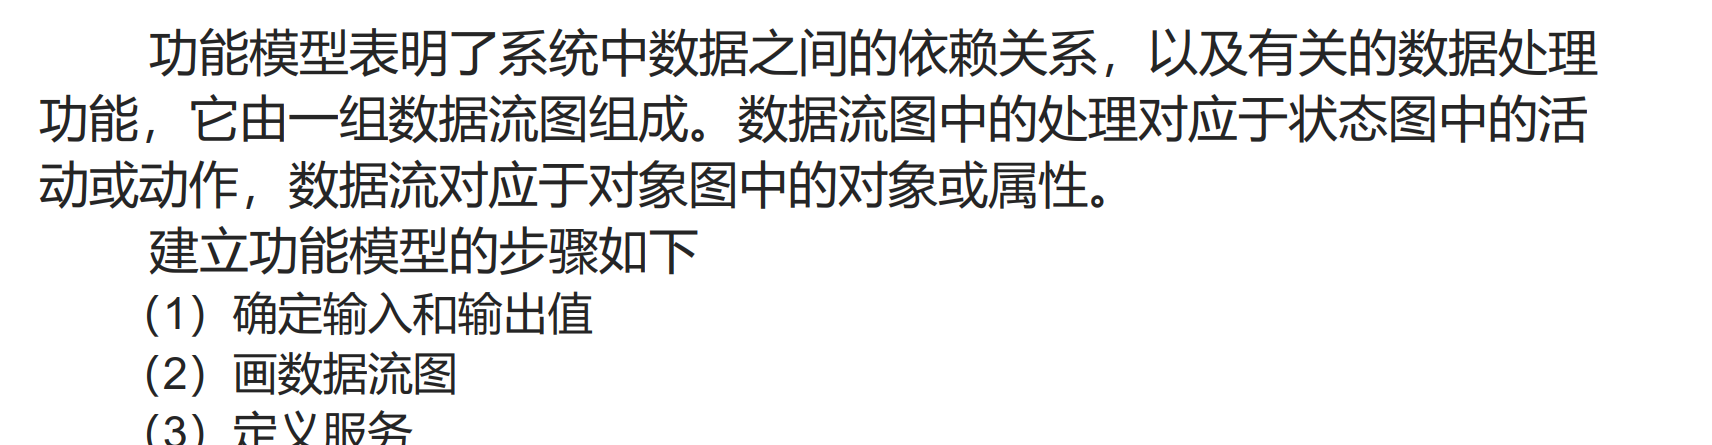 功能模型表明了系统中数据之间的依赖关系，以及有关的数据处理
功能，它由一组数据流图组成。数据流图中的处理对应于状态图中的活
动或动作，数据流对应于对象图中的对象或属性。
建立功能模型的步骤如下
（1）确定输入和输出值
（2）画数据流图
（3）定义服务